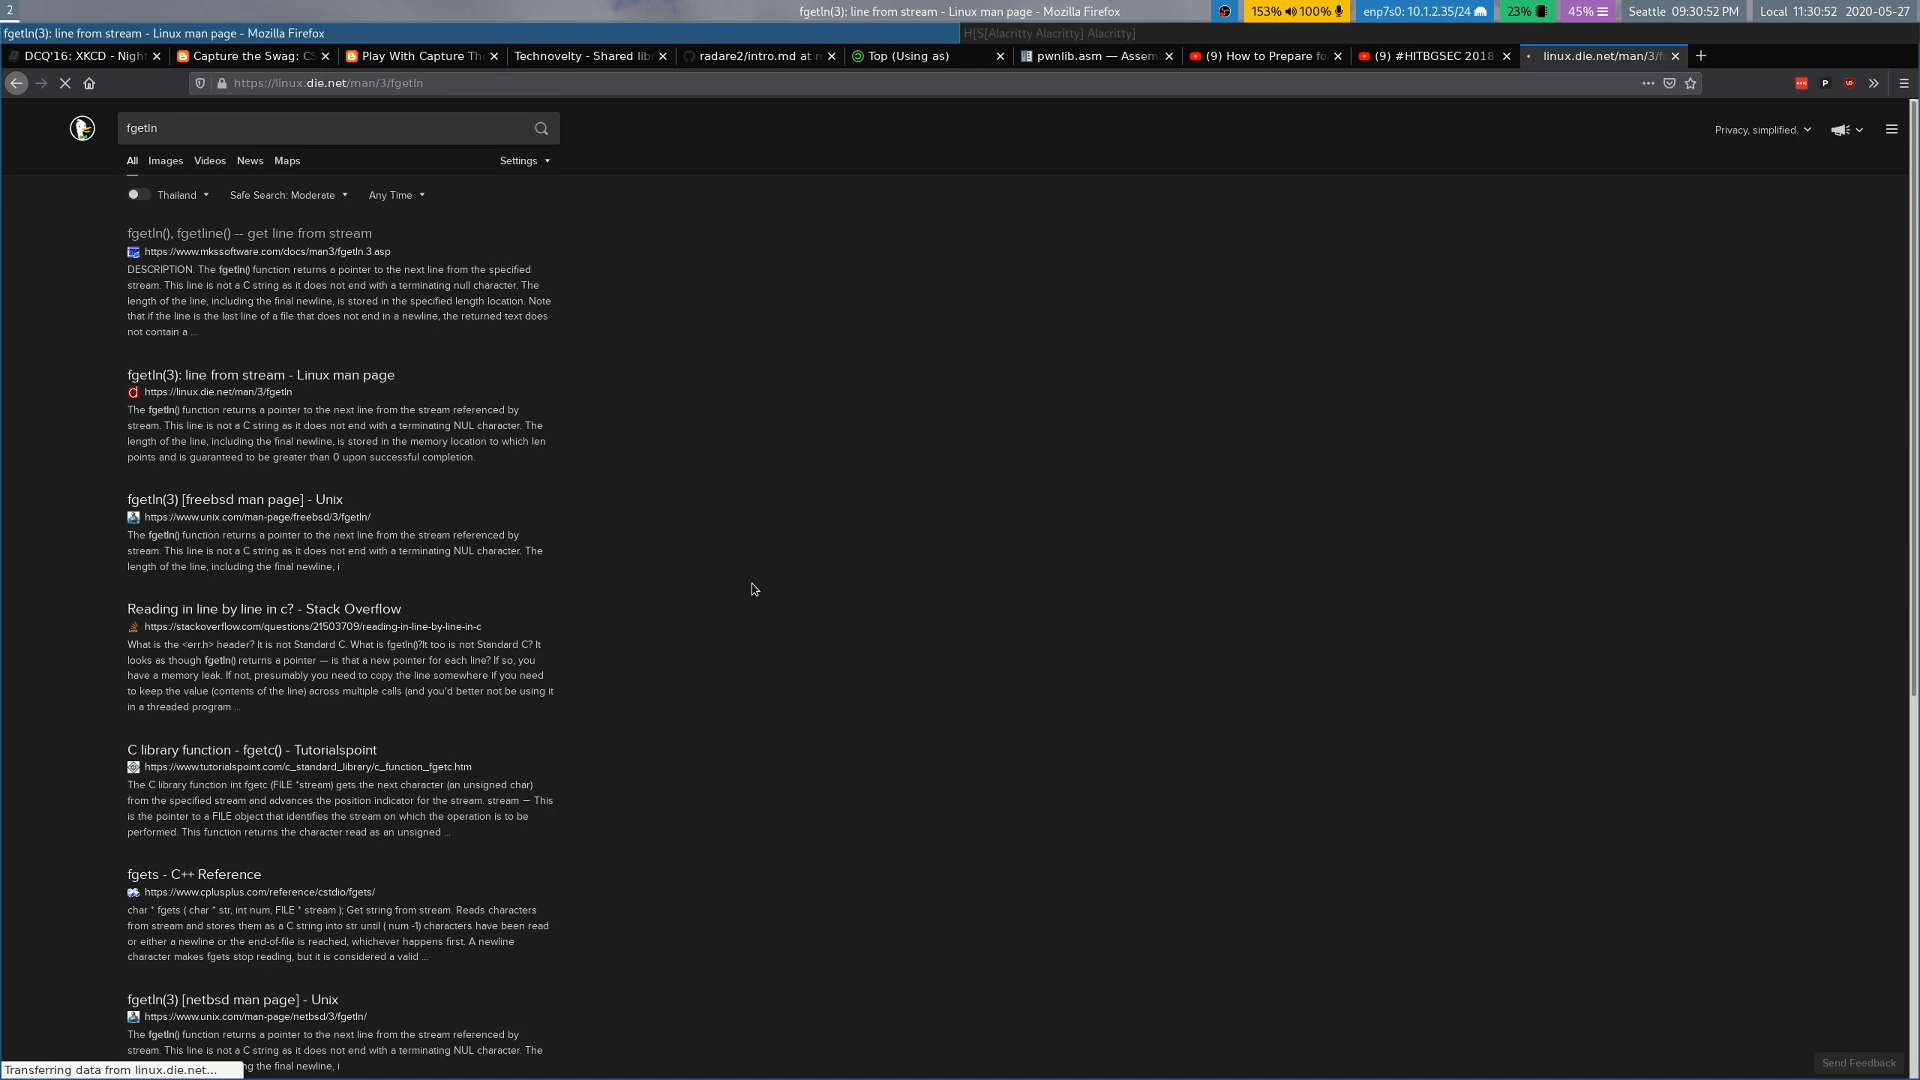 2
fgetln(3): line from stream - Linux man page - Mozilla Firefox
153% 100%
enp7s0: 10.1.2.35/24
23%
45%
Seattle 09:30:52 PM
Local 11:30:52 2020-05-27
fgetln(3): line from stream - Linux man page - Mozilla Firefox
H[S[Alacritty Alacritty] Alacritty]
DCQ'16: XKCD - Nigh
Capture the Swag: CS
Play With Capture The
Technovelty - Shared lib
radare2/intro.md at m
Top (Using as)
pwnlib.asm — Assem
(9) How to Prepare fo
(9) #HITBGSEC 2018
linux.die.net/man/3/f
https://linux.die.net/man/3/fgetln
fgetln
Privacy, simplified.
All Images Videos News Maps
Settings
Thailand
Safe Search: Moderate
Any Time
fgetln(), fgetline() -- get line from stream
https://www.mkssoftware.com/docs/man3/fgetln.3.asp
DESCRIPTION. The fgetln() function returns a pointer to the next line from the specified
stream. This line is not a C string as it does not end with a terminating null character. The
length of the line, including the final newline, is stored in the specified length location. Note
that if the line is the last line of a file that does not end in a newline, the returned text does
not contain a ...
fgetln(3): line from stream - Linux man page
https://linux.die.net/man/3/fgetln
The fgetln() function returns a pointer to the next line from the stream referenced by
stream. This line is not a C string as it does not end with a terminating NUL character. The
length of the line, including the final newline, is stored in the memory location to which len
points and is guaranteed to be greater than 0 upon successful completion.
fgetln(3) [freebsd man page] - Unix
https://www.unix.com/man-page/freebsd/3/fgetln/
The fgetln() function returns a pointer to the next line from the stream referenced by
stream. This line is not a C string as it does not end with a terminating NUL character. The
length of the line, including the final newline, i
Reading in line by line in c? - Stack Overflow
https://stackoverflow.com/questions/21503709/reading-in-line-by-line-in-c
What is the <err.h> header? It is not Standard C. What is fgetln()?It too is not Standard C? It
looks as though fgetln() returns a pointer — is that a new pointer for each line? If so, you
have a memory leak. If not, presumably you need to copy the line somewhere if you need
to keep the value (contents of the line) across multiple calls (and you'd better not be using it
in a threaded program ...
C library function - fgetc() - Tutorialspoint
https://www.tutorialspoint.com/c_standard_library/c_function_fgetc.htm
The C library function int fgetc (FILE *stream) gets the next character (an unsigned char)
from the specified stream and advances the position indicator for the stream. stream — This
is the pointer to a FILE object that identifies the stream on which the operation is to be
performed. This function returns the character read as an unsigned ...
fgets - C++ Reference
https://www.cplusplus.com/reference/cstdio/fgets/
char * fgets ( char * str, int num, FILE * stream ); Get string from stream. Reads characters
from stream and stores them as a C string into str until ( num -1) characters have been read
or either a newline or the end-of-file is reached, whichever happens first. A newline
character makes fgets stop reading, but it is considered a valid ...
fgetln(3) [netbsd man page] - Unix
https://www.unix.com/man-page/netbsd/3/fgetln/
The fgetln() function returns a pointer to the next line from the stream referenced by
stream. This line is not a C string as it does not end with a terminating NUL character. The
ng the final newline, i
Transferring data from linux.die.net...
Send Feedback